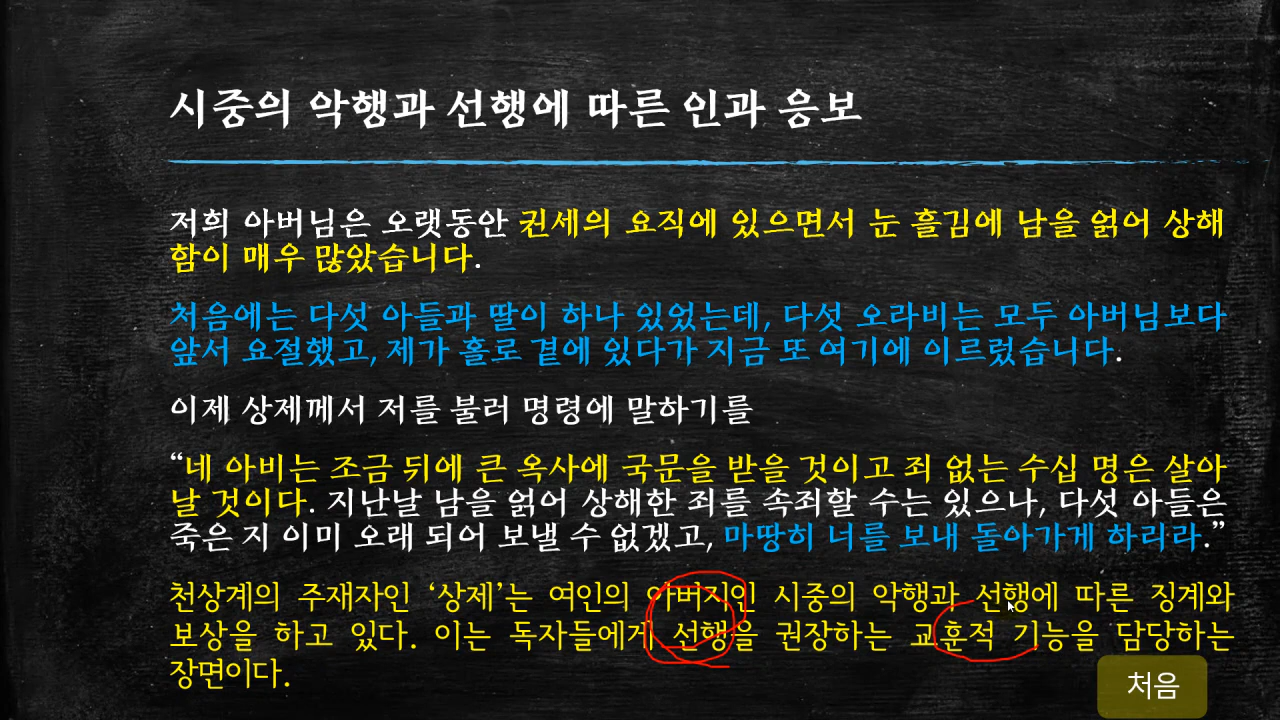 시중의 악행과 선행에 따른 인과 응보
저희 아버님은 오랫동안 권세의 요직에 있으면서 눈 흘김에 남을 얽어 상해
함이 매우 많았습니다.
처음에는 다섯 아들과 딸이 하나 있었는데, 다섯 오라비는 모두 아버님보다
앞서 요절했고, 제가 홀로 곁에 있다가 지금 또 여기에 이르렀습니다.
이제 상제께서 저를 불러 명령에 말하기를
“네 아비는 조금 뒤에 큰 옥사에 국문을 받을 것이고 죄 없는 수십 명은 살아
날 것이다. 지난날 남을 얽어 상해한 죄를 속죄할 수는 있으나, 다섯 아들은
죽은 지 이미 오래 되어 보낼 수 없겠고, 마땅히 너를 보내 돌아가게 하리라.”
천상계의 주재자인 ‘상제’는 여인의 아버지인 시중의 악행과 선행에 따른 징계와
보상을 하고 있다. 이는 독자들에게 선행을 권장하는 교훈적 기능을 담당하는
장면이다.
처음